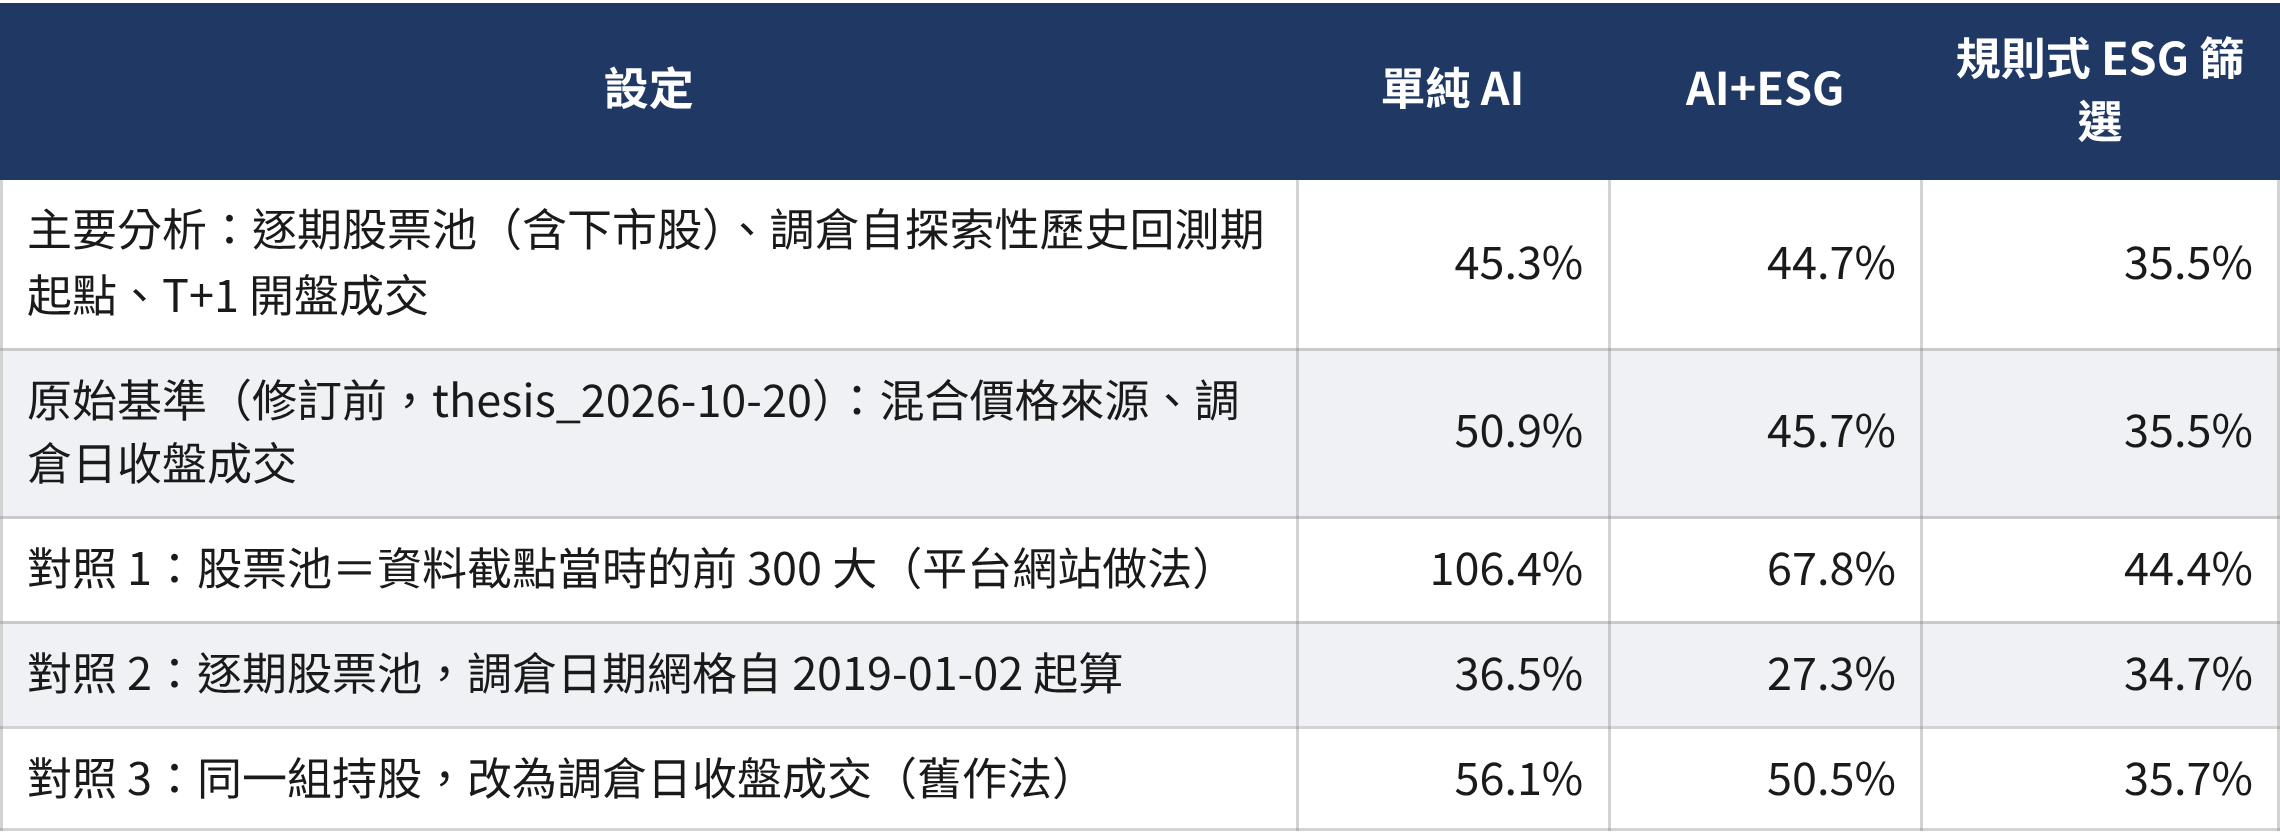 設定
單純 AI
AI+ESG
規則式 ESG 篩
選
主要分析：逐期股票池（含下市股）、調倉自探索性歷史回測期
起點、T+1 開盤成交
45.3%
44.7%
35.5%
原始基準（修訂前，thesis_2026-10-20）：混合價格來源、調
倉日收盤成交
50.9%
45.7%
35.5%
對照 1：股票池＝資料截點當時的前 300 大（平台網站做法）
106.4%
67.8%
44.4%
對照 2：逐期股票池，調倉日期網格自 2019-01-02 起算
36.5%
27.3%
34.7%
對照 3：同一組持股，改為調倉日收盤成交（舊作法）
56.1%
50.5%
35.7%